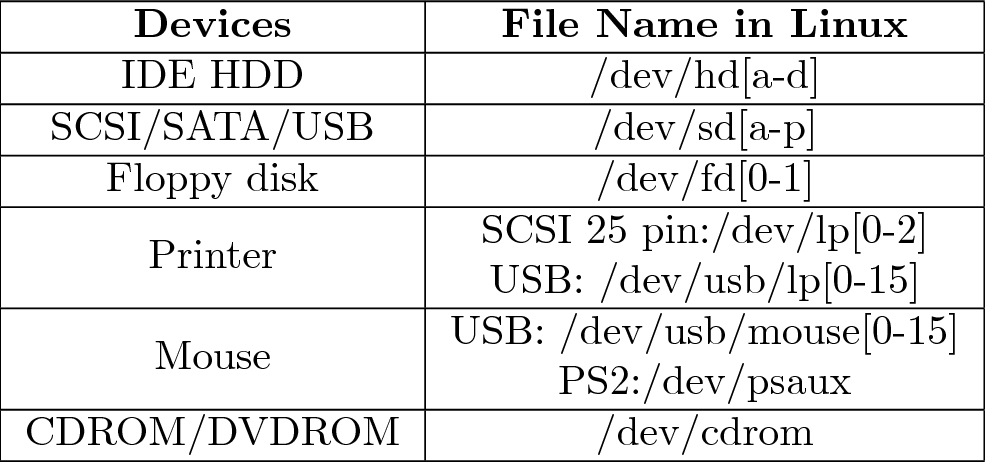 Devices File Name in Linux
IDE HDD /dev/hd[a-d]
SCSI/SATA/USB /dev/sd[a-p]
Floppy disk /dev/fd[0-1]
Printer
SCSI 25 pin:/dev/lp[0-2]
USB: /dev/usb/lp[0-15]
Mouse
USB: /dev/usb/mouse[0-15]
PS2:/dev/psaux
CDROM/DVDROM /dev/cdrom